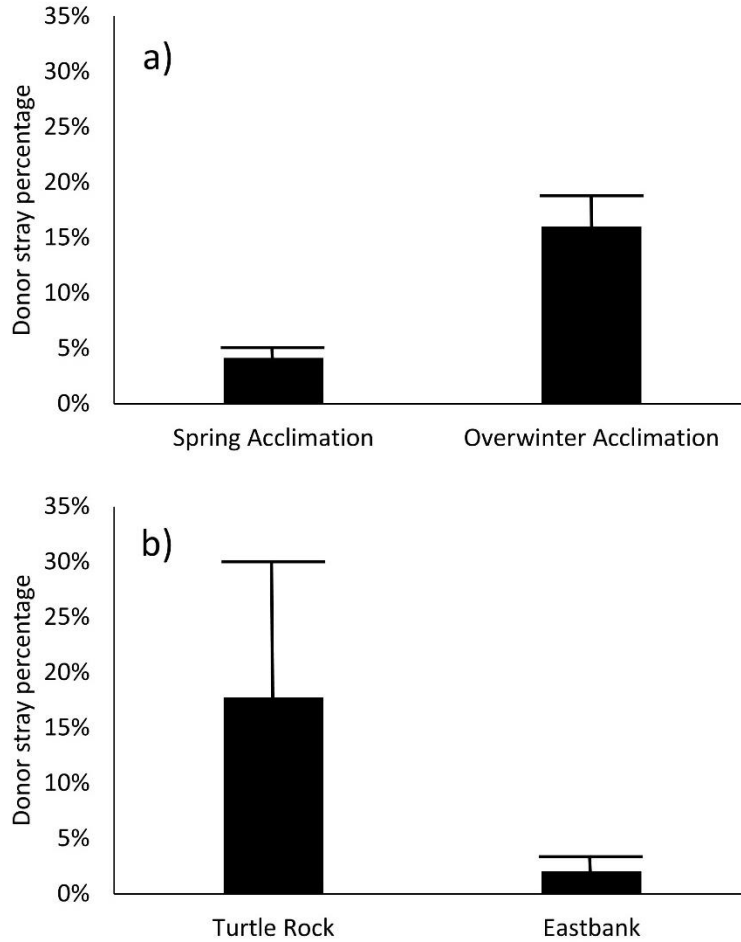 35%
a)
30%
25%
20%
15%
10%
5%
0%
Donor stray percentage
Spring Acclimation Overwinter Acclimation
35%
b)
30%
25%
20%
15%
10%
5%
0%
Donor stray percentage
Turtle Rock Eastbank